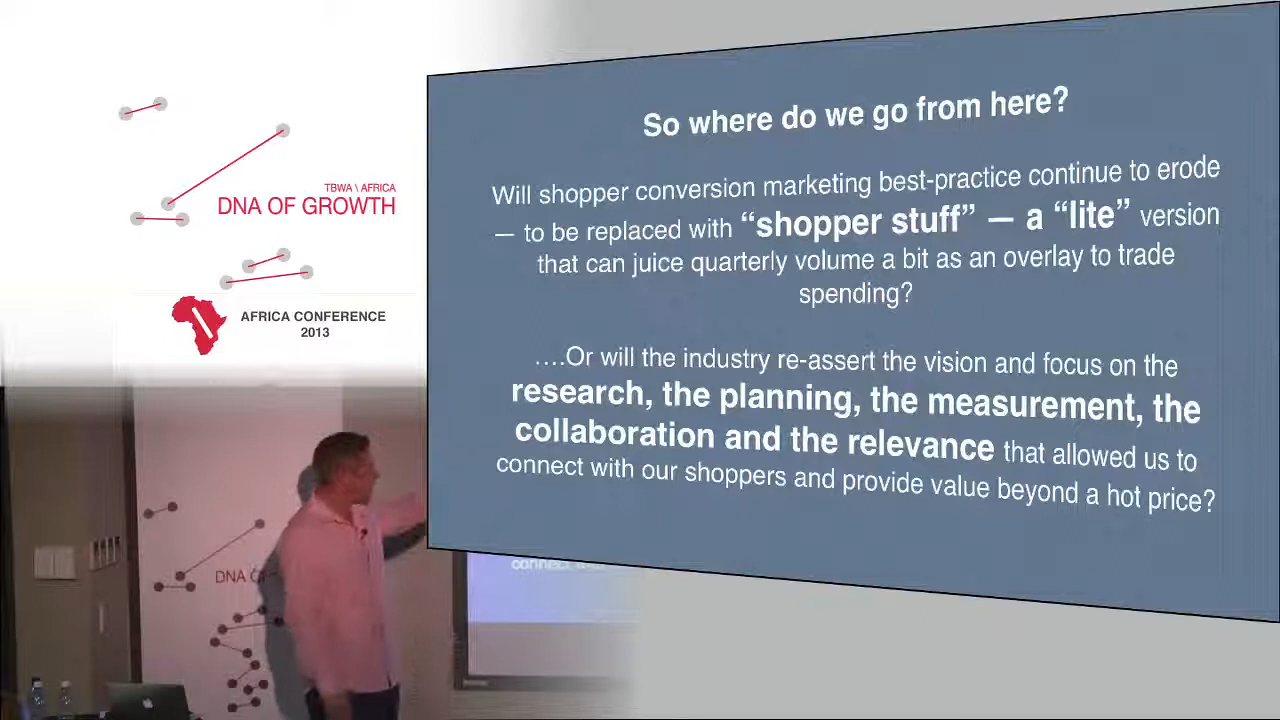 TBWA \ AFRICA
DNA OF GROWTH
AFRICA CONFERENCE
2013
So where do we go from here?
Will shopper conversion marketing best-practice continue to erode
— to be replaced with “shopper stuff” — a “lite” version
that can juice quarterly volume a bit as an overlay to trade
spending?
….Or will the industry re-assert the vision and focus on the
research, the planning, the measurement, the
collaboration and the relevance that allowed us to
connect with our shoppers and provide value beyond a hot price?
DNA
connect